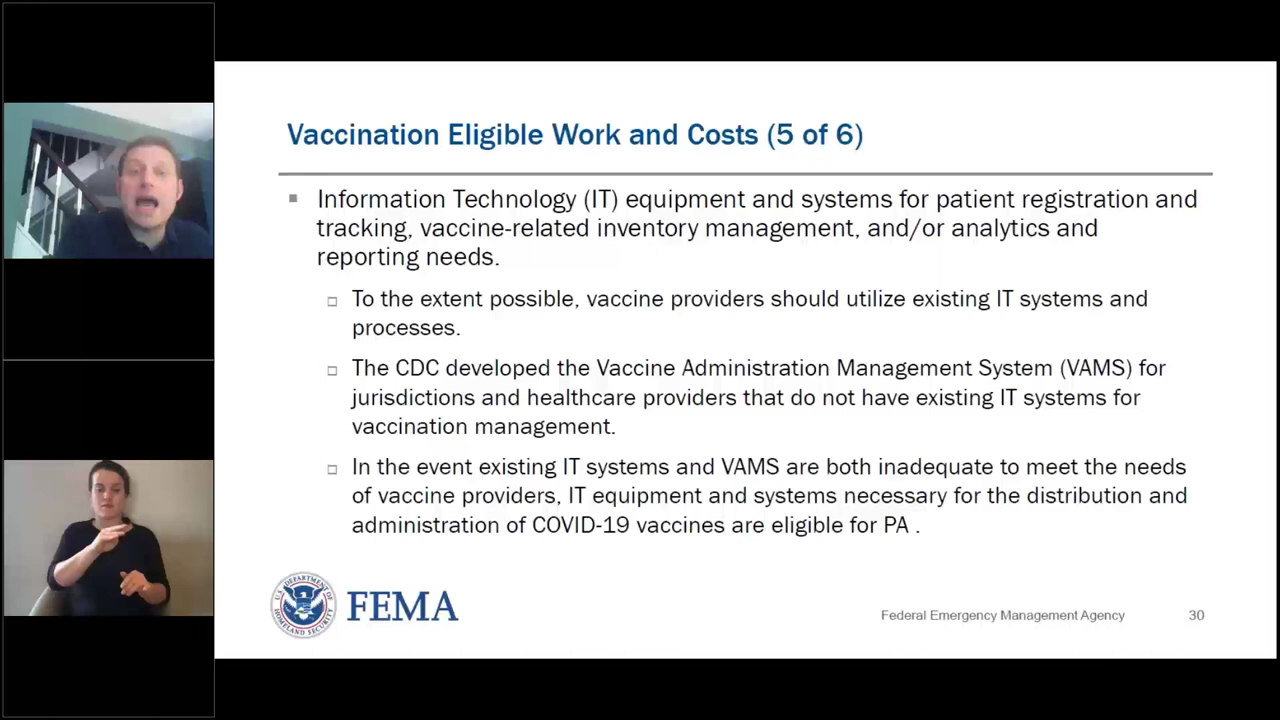 Vaccination Eligible Work and Costs (5 of 6)
Information Technology (IT) equipment and systems for patient registration and
tracking, vaccine-related inventory management, and/or analytics and
reporting needs.
To the extent possible, vaccine providers should utilize existing IT systems and
processes.
The CDC developed the Vaccine Administration Management System (VAMS) for
jurisdictions and healthcare providers that do not have existing IT systems for
vaccination management.
In the event existing IT systems and VAMS are both inadequate to meet the needs
of vaccine providers, IT equipment and systems necessary for the distribution and
administration of COVID-19 vaccines are eligible for PA .
U.S. DEPARTMENT OF
HOMELAND SECURITY
FEMA
Federal Emergency Management Agency
30